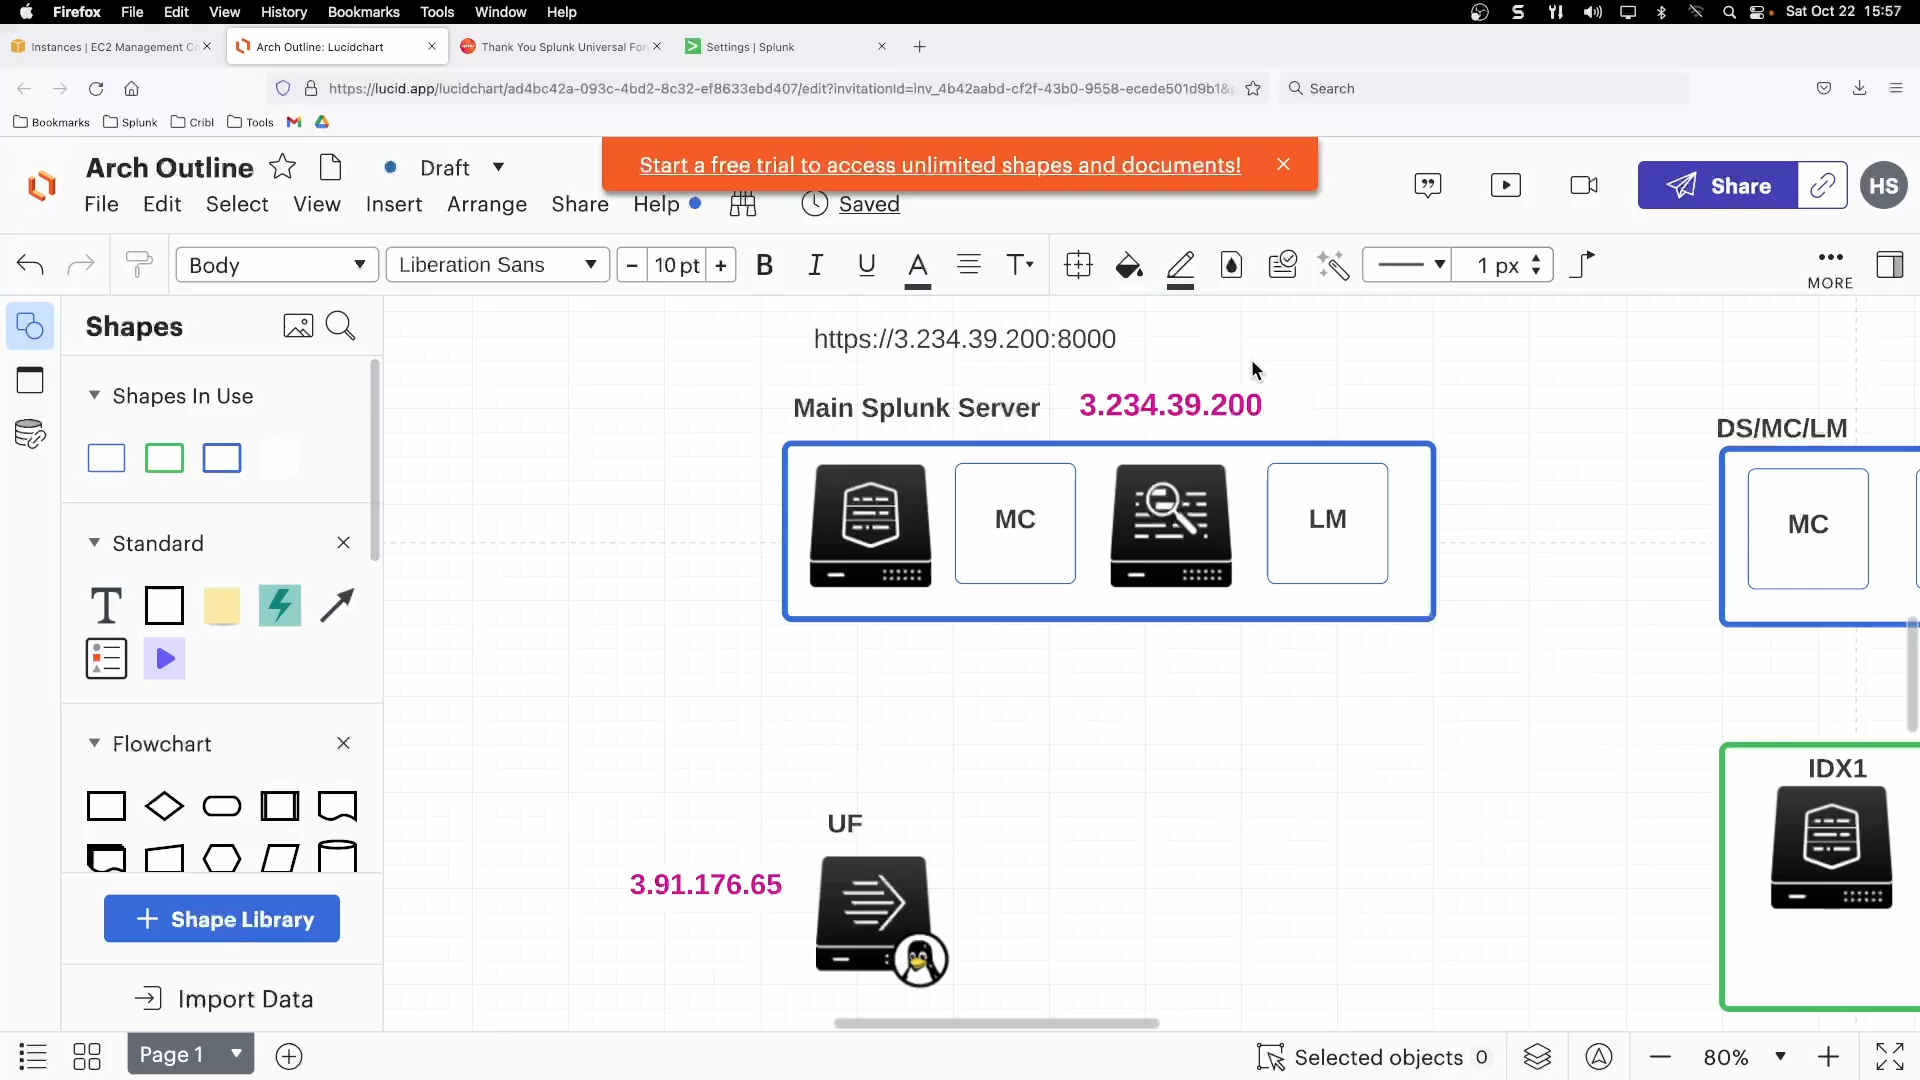 Firefox File Edit View History Bookmarks Tools Window Help
Sat Oct 22 15:57
Instances | EC2 Management Co
Arch Outline: Lucidchart
Thank You Splunk Universal For
Settings | Splunk
https://lucid.app/lucidchart/ad4bc42a-093c-4bd2-8c32-ef8633ebd407/edit?invitationId=inv_4b42aabd-cf2f-43b0-9558-ecede501d9b1&
Search
Bookmarks Splunk Cribl Tools
Arch Outline
Draft
Start a free trial to access unlimited shapes and documents!
File Edit Select View Insert Arrange Share Help
Saved
Share
HS
Body
Liberation Sans
10 pt
B I U A T
1 px
MORE
Shapes
Shapes In Use
Standard
T
Flowchart
Shape Library
Import Data
https://3.234.39.200:8000
Main Splunk Server
3.234.39.200
MC
LM
DS/MC/LM
MC
UF
3.91.176.65
IDX1
Page 1
Selected objects 0
80%